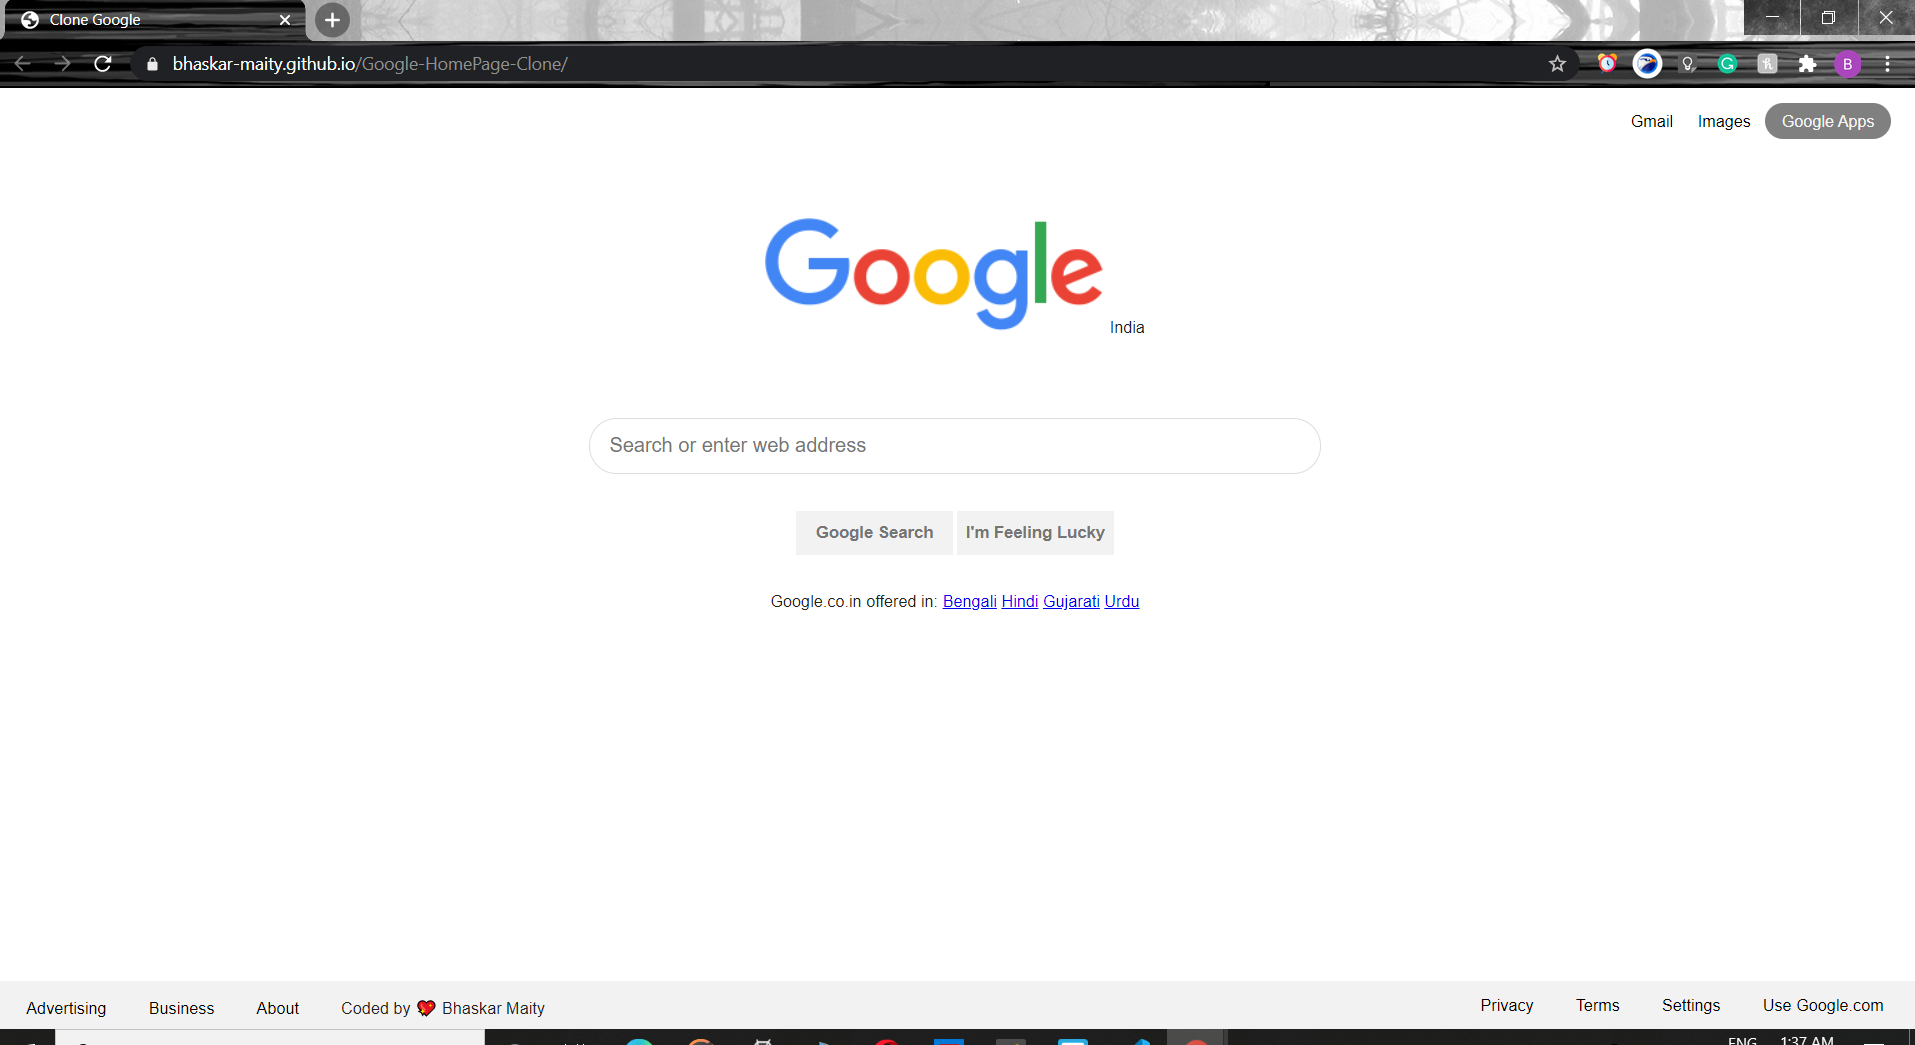 Clone Google
bhaskar-maity.github.io/Google-HomePage-Clone/
B
Gmail Images Google Apps
Google
India
Search or enter web address
Google Search I'm Feeling Lucky
Google.co.in offered in: Bengali Hindi Gujarati Urdu
Advertising Business About Coded by 💖 Bhaskar Maity Privacy Terms Settings Use Google.com
ENG 1:37 AM